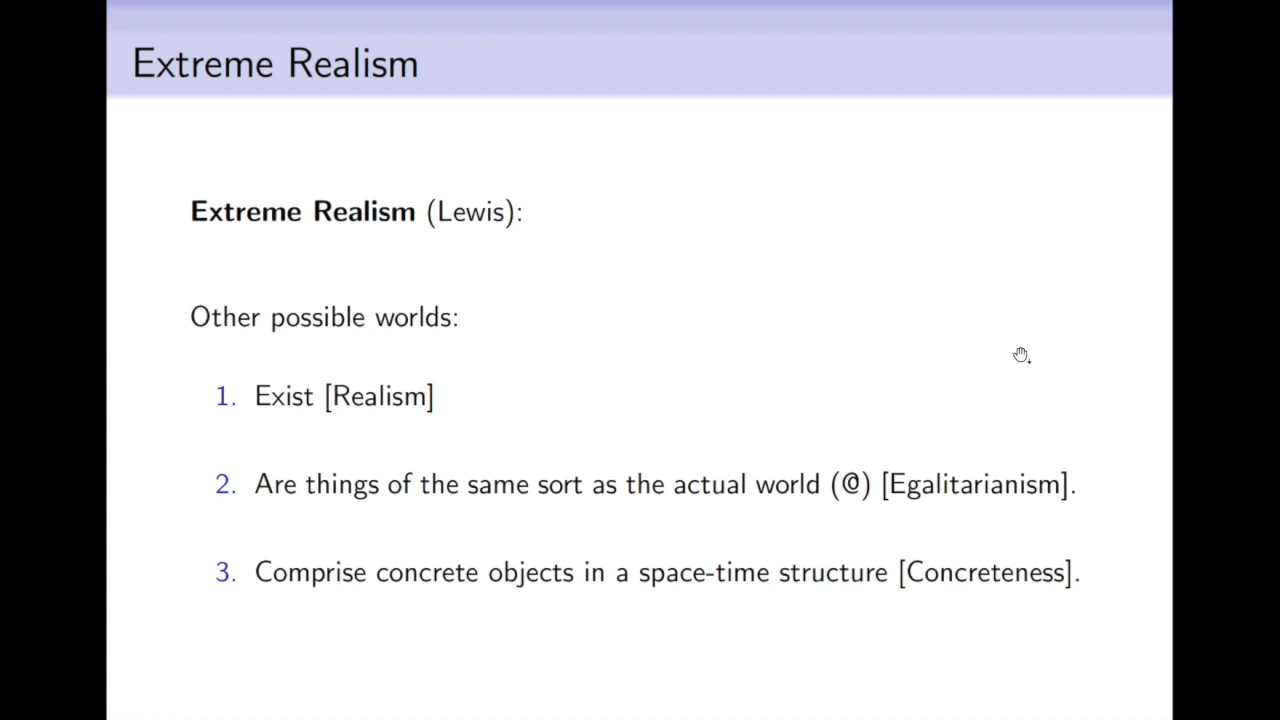 Extreme Realism
Extreme Realism (Lewis):
Other possible worlds:
1. Exist [Realism]
2. Are things of the same sort as the actual world (@) [Egalitarianism].
3. Comprise concrete objects in a space-time structure [Concreteness].